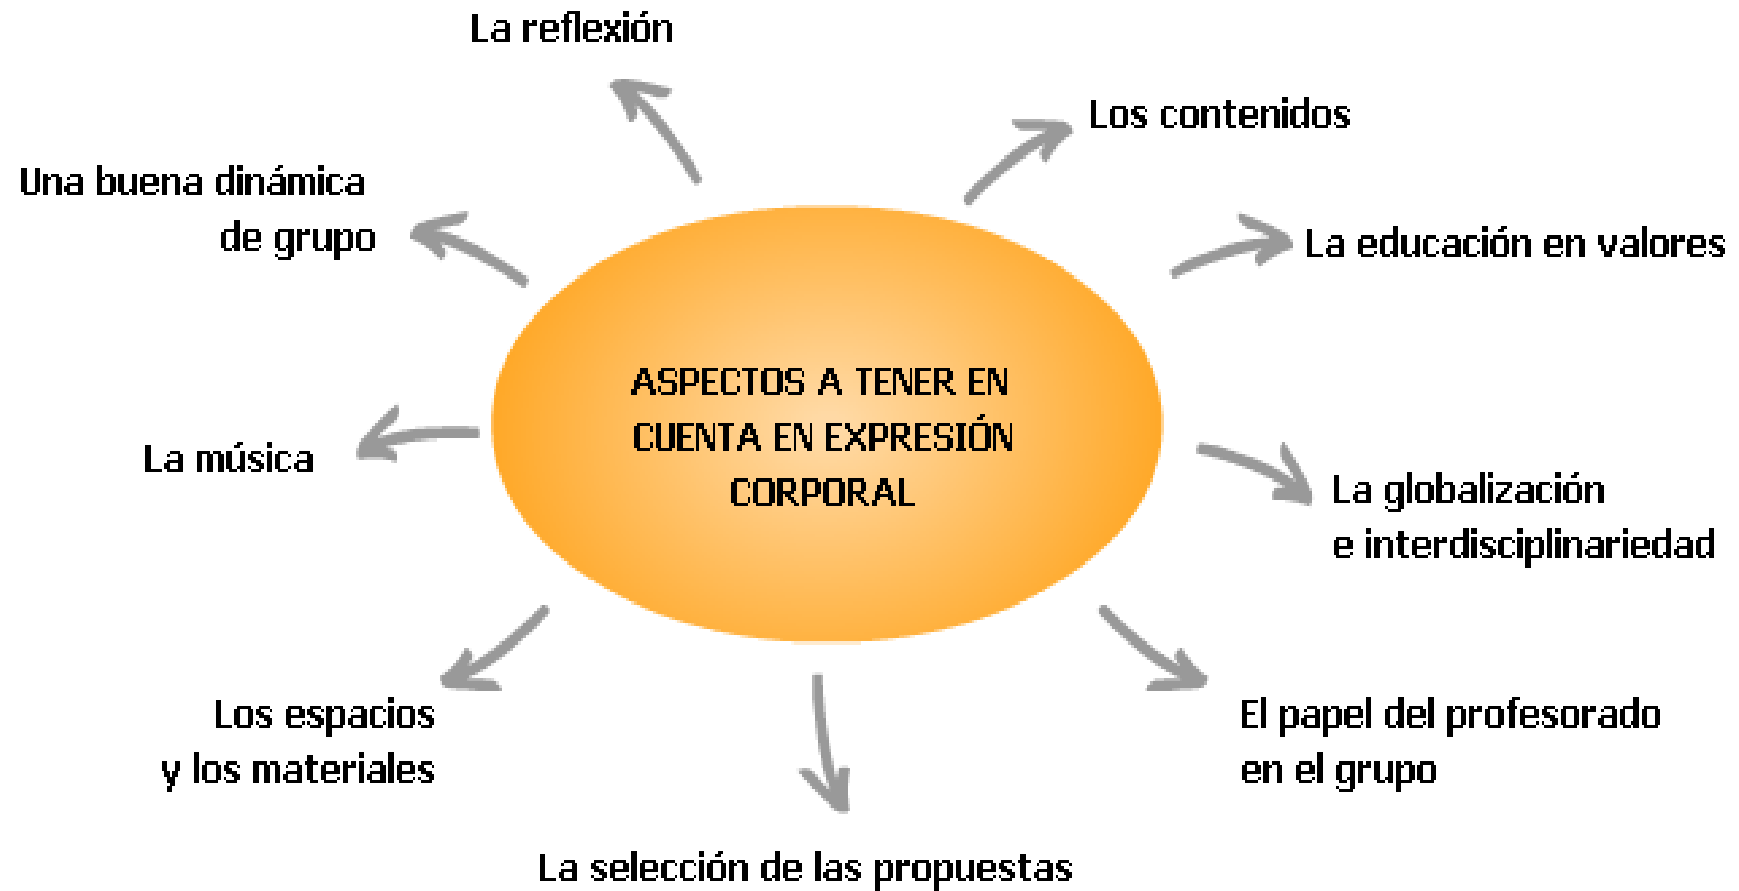 La reflexión
Los contenidos
Una buena dinámica
de grupo
La educación en valores
ASPECTOS A TENER EN
CUENTA EN EXPRESIÓN
CORPORAL
La música
La globalización
e interdisciplinariedad
Los espacios
y los materiales
El papel del profesorado
en el grupo
La selección de las propuestas